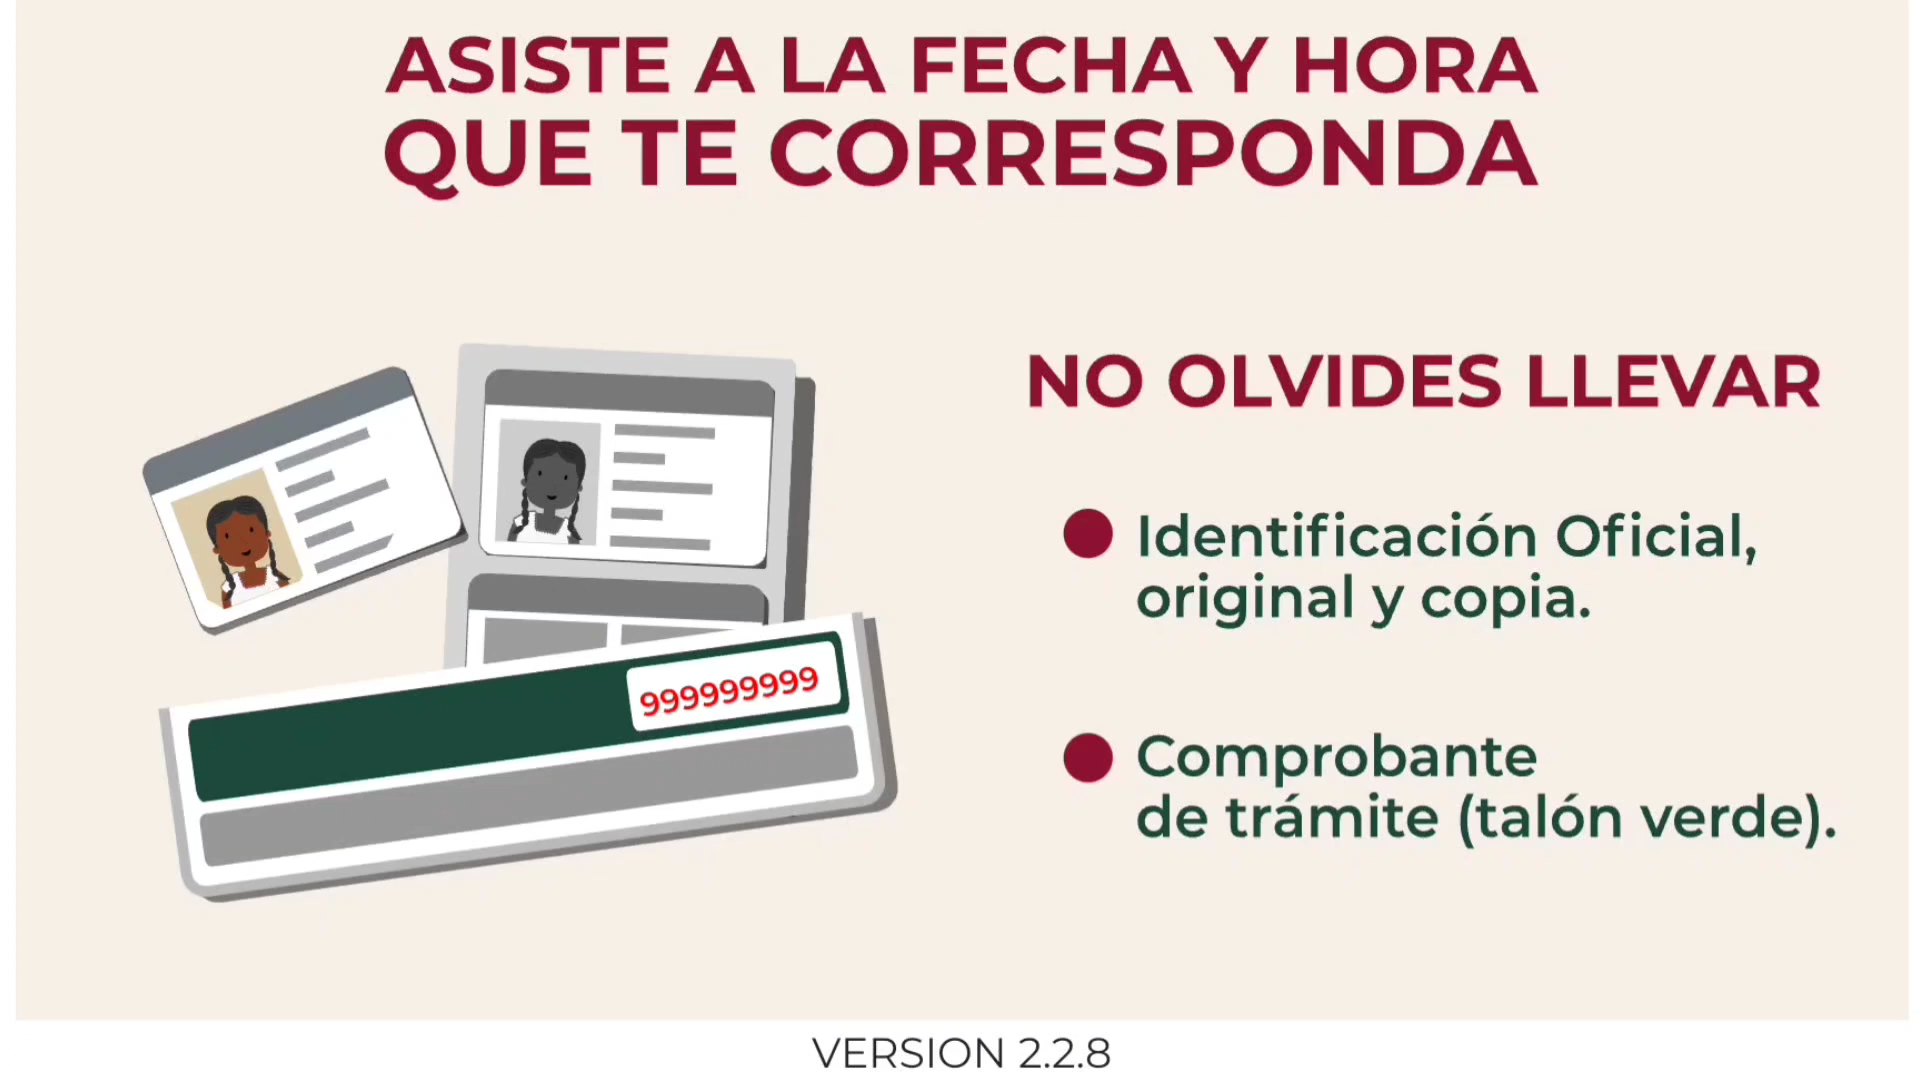 ASISTE A LA FECHA Y HORA
QUE TE CORRESPONDA
NO OLVIDES LLEVAR
Identificación Oficial,
original y copia.
999999999
Comprobante
de trámite (talón verde).
VERSION 2.2.8